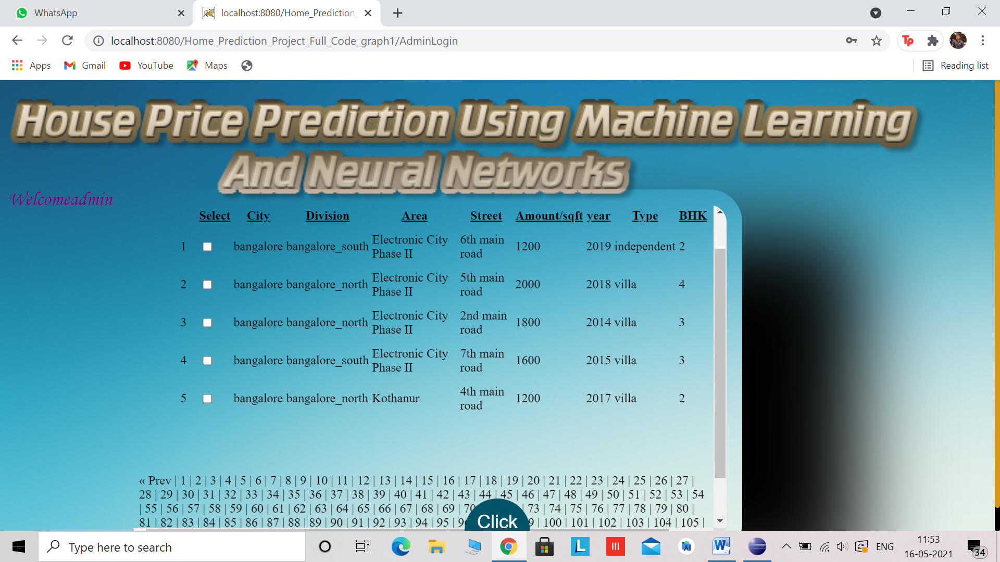 WhatsApp
localhost:8080/Home_Prediction_
localhost:8080/Home_Prediction_Project_Full_Code_graph1/AdminLogin
Apps Gmail YouTube Maps Reading list
House Price Prediction Using Machine Learning
And Neural Networks
Welcomeadmin
Select City Division Area Street Amount/sqft year Type BHK
1 bangalore bangalore_south Electronic City Phase II 6th main road 1200 2019 independent 2
2 bangalore bangalore_north Electronic City Phase II 5th main road 2000 2018 villa 4
3 bangalore bangalore_north Electronic City Phase II 2nd main road 1800 2014 villa 3
4 bangalore bangalore_south Electronic City Phase II 7th main road 1600 2015 villa 3
5 bangalore bangalore_north Kothanur 4th main road 1200 2017 villa 2
« Prev | 1 | 2 | 3 | 4 | 5 | 6 | 7 | 8 | 9 | 10 | 11 | 12 | 13 | 14 | 15 | 16 | 17 | 18 | 19 | 20 | 21 | 22 | 23 | 24 | 25 | 26 | 27 |
28 | 29 | 30 | 31 | 32 | 33 | 34 | 35 | 36 | 37 | 38 | 39 | 40 | 41 | 42 | 43 | 44 | 45 | 46 | 47 | 48 | 49 | 50 | 51 | 52 | 53 | 54
| 55 | 56 | 57 | 58 | 59 | 60 | 61 | 62 | 63 | 64 | 65 | 66 | 67 | 68 | 69 | 70 73 | 74 | 75 | 76 | 77 | 78 | 79 | 80 |
81 | 82 | 83 | 84 | 85 | 86 | 87 | 88 | 89 | 90 | 91 | 92 | 93 | 94 | 95 | 9 9 | 100 | 101 | 102 | 103 | 104 | 105 |
Click
Type here to search
ENG
11:53
16-05-2021
34